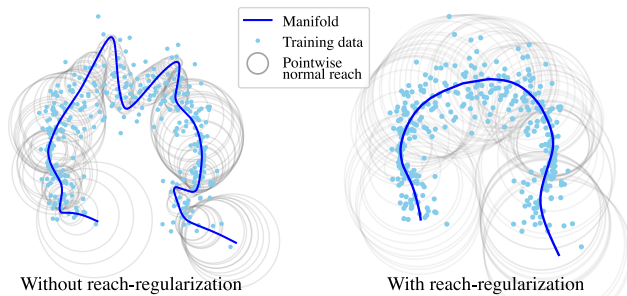 Manifold
Training data
Pointwise
normal reach
Without reach-regularization
With reach-regularization